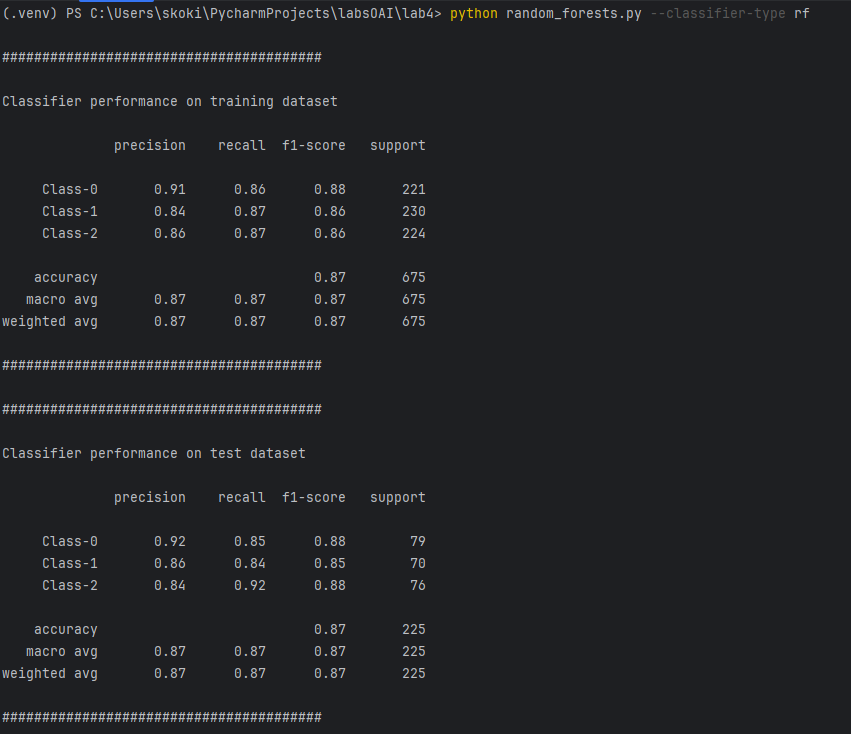 (.venv) PS C:\Users\skoki\PycharmProjects\labsOAI\lab4> python random_forests.py --classifier-type rf
########################################
Classifier performance on training dataset
precision recall f1-score support
Class-0 0.91 0.86 0.88 221
Class-1 0.84 0.87 0.86 230
Class-2 0.86 0.87 0.86 224
accuracy 0.87 675
macro avg 0.87 0.87 0.87 675
weighted avg 0.87 0.87 0.87 675
########################################
########################################
Classifier performance on test dataset
precision recall f1-score support
Class-0 0.92 0.85 0.88 79
Class-1 0.86 0.84 0.85 70
Class-2 0.84 0.92 0.88 76
accuracy 0.87 225
macro avg 0.87 0.87 0.87 225
weighted avg 0.87 0.87 0.87 225
########################################